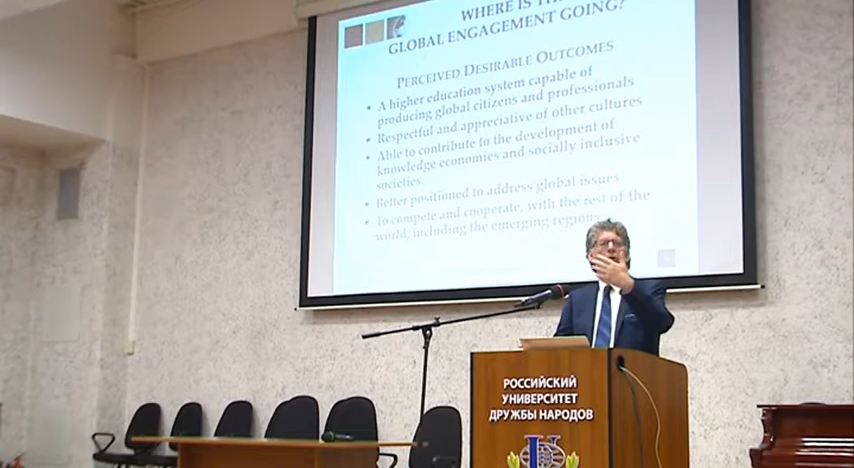 WHERE IS THE
GLOBAL ENGAGEMENT GOING?
PERCEIVED DESIRABLE OUTCOMES
• A higher education system capable of
producing global citizens and professionals
• Respectful and appreciative of other cultures
• Able to contribute to the development of
knowledge economies and socially inclusive
societies.
• Better positioned to address global issues
• To compete and cooperate, with the rest of the
world, including the emerging regions
РОССИЙСКИЙ
УНИВЕРСИТЕТ
ДРУЖБЫ НАРОДОВ